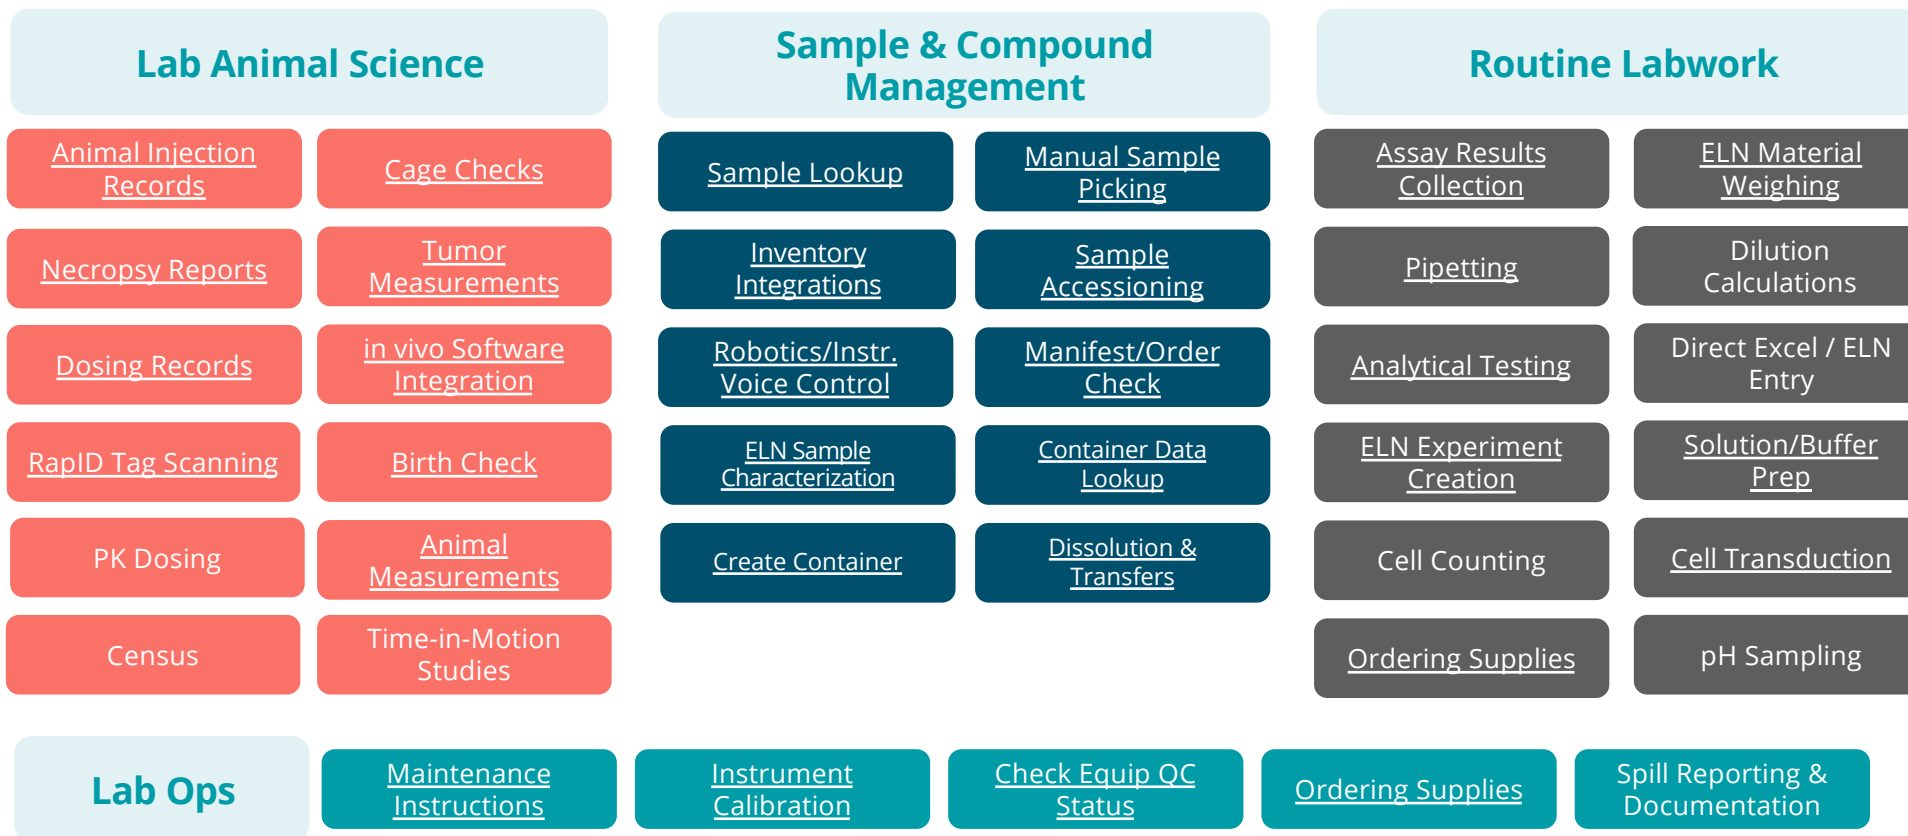 Lab Animal Science
Animal Injection
Records
Cage Checks
Necropsy Reports
Tumor
Measurements
Dosing Records
in vivo Software
Integration
RapID Tag Scanning
Birth Check
PK Dosing
Animal
Measurements
Census
Time-in-Motion
Studies
Sample & Compound
Management
Sample Lookup
Manual Sample
Picking
Inventory
Integrations
Sample
Accessioning
Robotics/Instr.
Voice Control
Manifest/Order
Check
ELN Sample
Characterization
Container Data
Lookup
Create Container
Dissolution &
Transfers
Routine Labwork
Assay Results
Collection
ELN Material
Weighing
Pipetting
Dilution
Calculations
Analytical Testing
Direct Excel / ELN
Entry
ELN Experiment
Creation
Solution/Buffer
Prep
Cell Counting
Cell Transduction
Ordering Supplies
pH Sampling
Lab Ops
Maintenance
Instructions
Instrument
Calibration
Check Equip QC
Status
Ordering Supplies
Spill Reporting &
Documentation